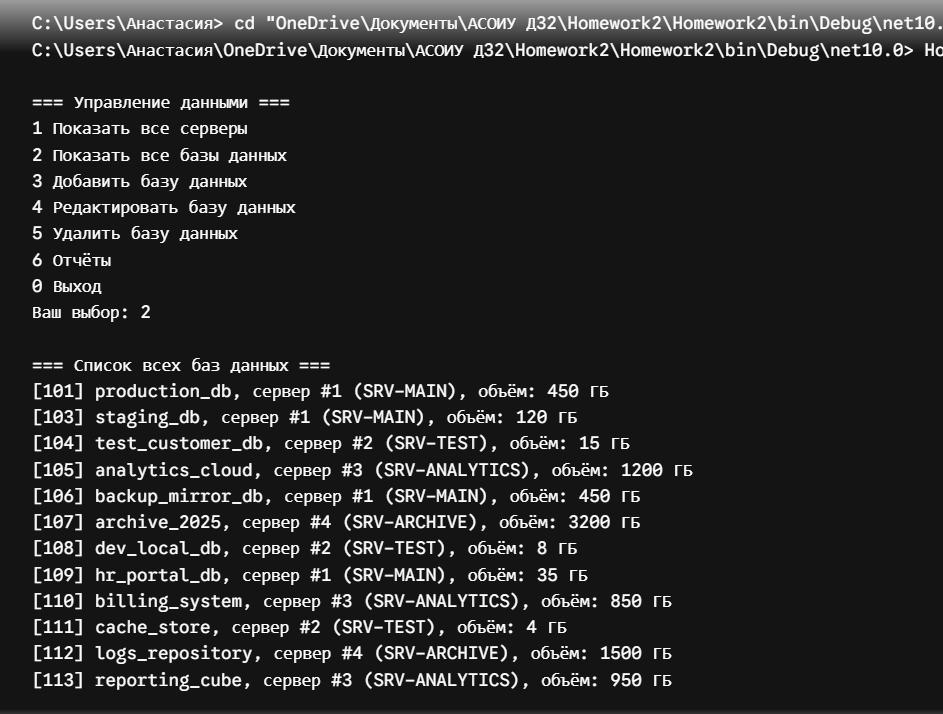 C:\Users\Анастасия> cd "OneDrive\Документы\АСОИУ Д32\Homework2\Homework2\bin\Debug\net10.
C:\Users\Анастасия\OneDrive\Документы\АСОИУ Д32\Homework2\Homework2\bin\Debug\net10.0> Ho
=== Управление данными ===
1 Показать все серверы
2 Показать все базы данных
3 Добавить базу данных
4 Редактировать базу данных
5 Удалить базу данных
6 Отчёты
0 Выход
Ваш выбор: 2
=== Список всех баз данных ===
[101] production_db, сервер #1 (SRV-MAIN), объём: 450 ГБ
[103] staging_db, сервер #1 (SRV-MAIN), объём: 120 ГБ
[104] test_customer_db, сервер #2 (SRV-TEST), объём: 15 ГБ
[105] analytics_cloud, сервер #3 (SRV-ANALYTICS), объём: 1200 ГБ
[106] backup_mirror_db, сервер #1 (SRV-MAIN), объём: 450 ГБ
[107] archive_2025, сервер #4 (SRV-ARCHIVE), объём: 3200 ГБ
[108] dev_local_db, сервер #2 (SRV-TEST), объём: 8 ГБ
[109] hr_portal_db, сервер #1 (SRV-MAIN), объём: 35 ГБ
[110] billing_system, сервер #3 (SRV-ANALYTICS), объём: 850 ГБ
[111] cache_store, сервер #2 (SRV-TEST), объём: 4 ГБ
[112] logs_repository, сервер #4 (SRV-ARCHIVE), объём: 1500 ГБ
[113] reporting_cube, сервер #3 (SRV-ANALYTICS), объём: 950 ГБ